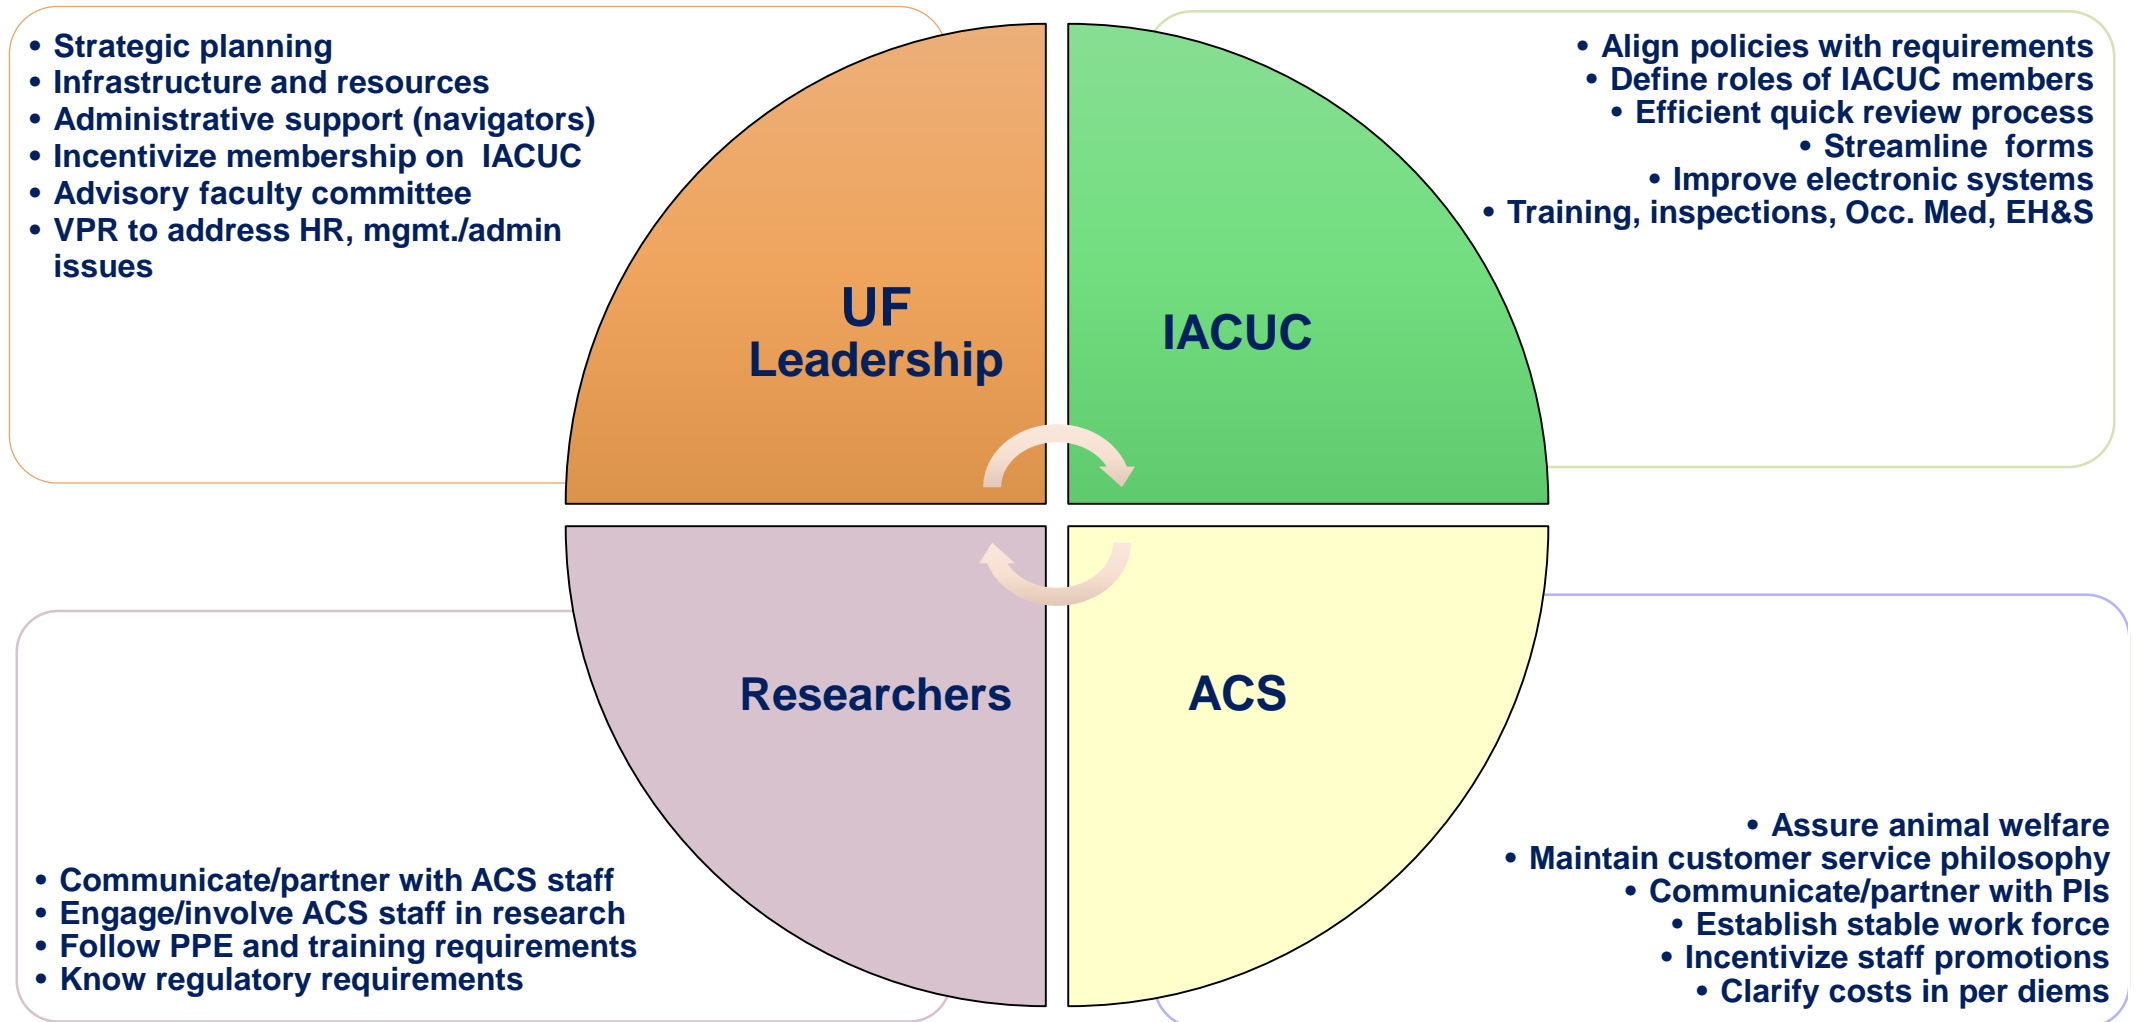 • Strategic planning
• Infrastructure and resources
• Administrative support (navigators)
• Incentivize membership on  IACUC
• Advisory faculty committee
• VPR to address HR, mgmt./admin
issues
UF
Leadership
• Align policies with requirements
• Define roles of IACUC members
• Efficient quick review process
• Streamline  forms
• Improve electronic systems
• Training, inspections, Occ. Med, EH&S
IACUC
Researchers
• Communicate/partner with ACS staff
• Engage/involve ACS staff in research
• Follow PPE and training requirements
• Know regulatory requirements
ACS
• Assure animal welfare
• Maintain customer service philosophy
• Communicate/partner with PIs
• Establish stable work force
• Incentivize staff promotions
• Clarify costs in per diems